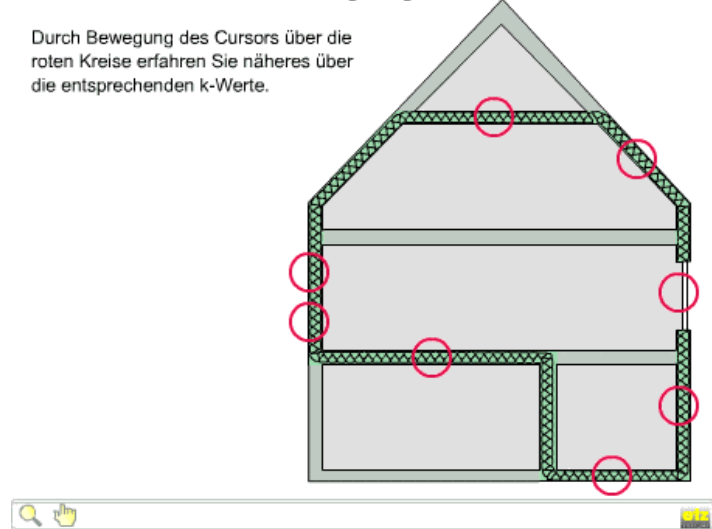 Durch Bewegung des Cursors über die
roten Kreise erfahren Sie näheres über
die entsprechenden k-Werte.